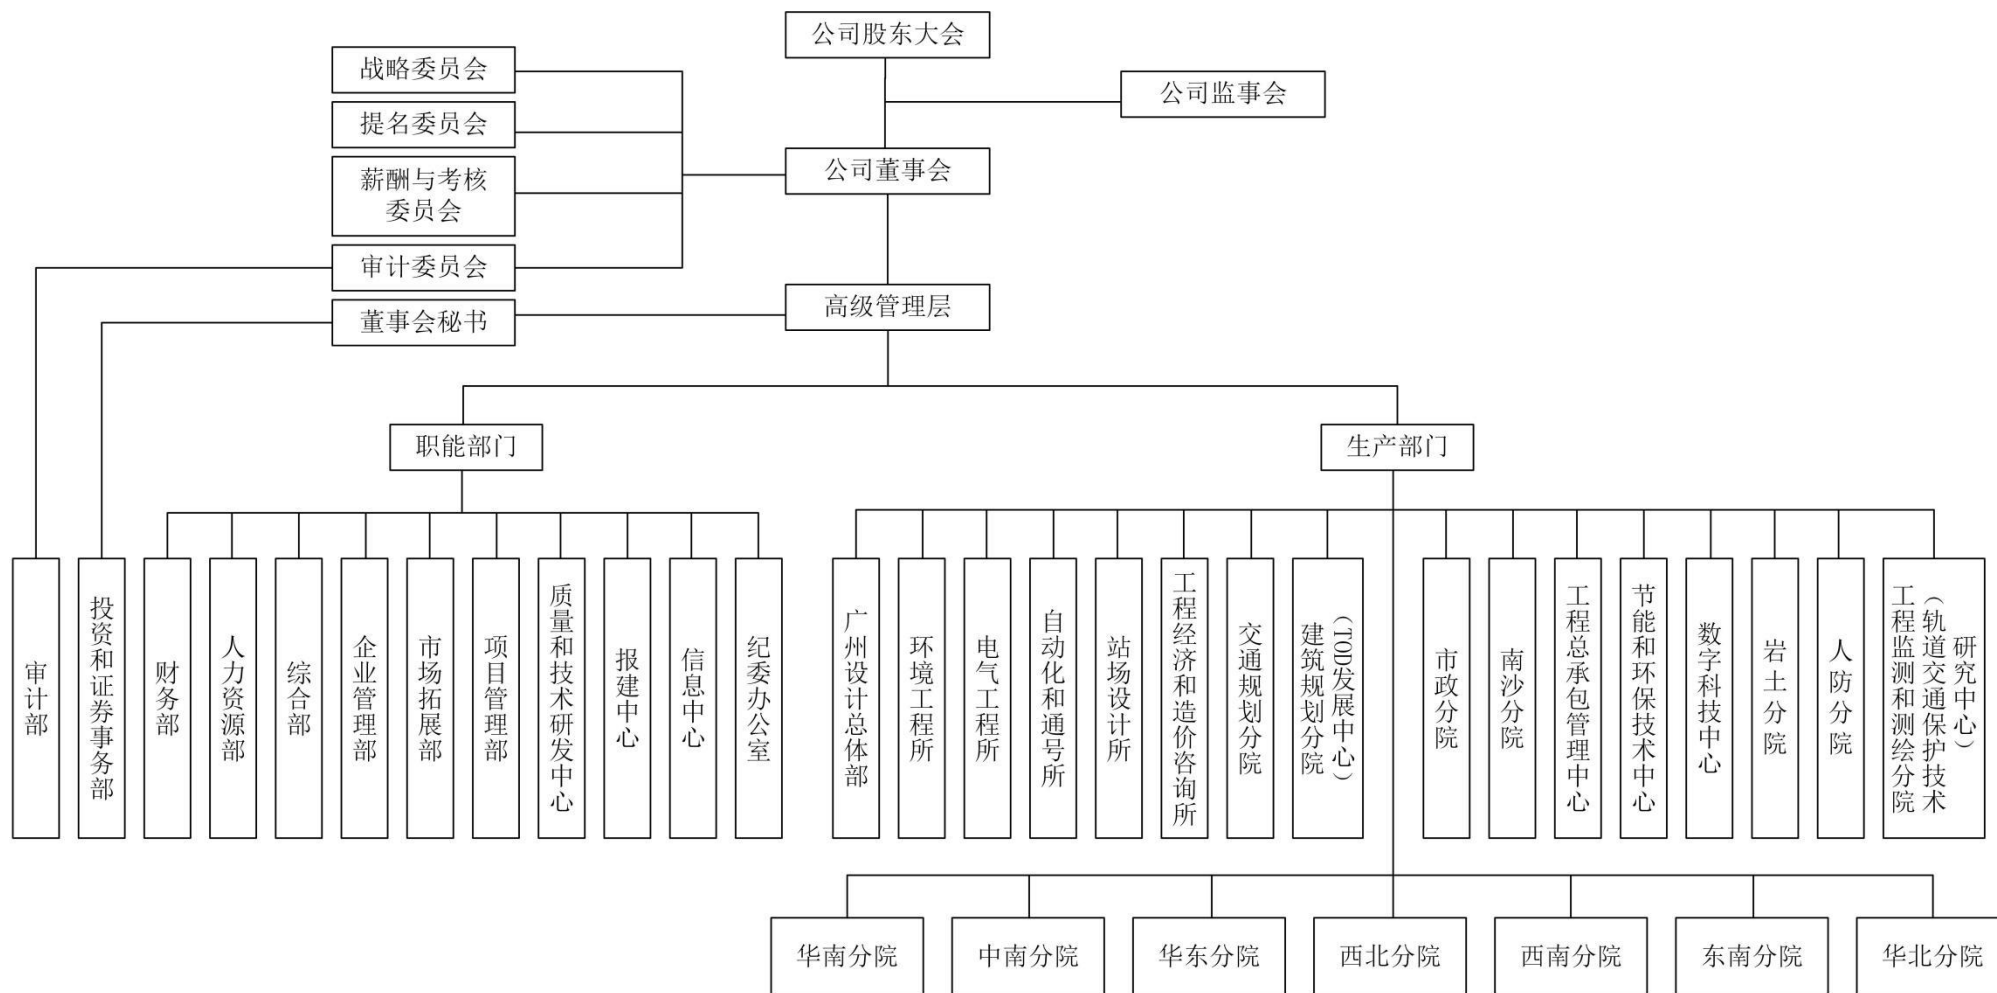 公司股东大会
战略委员会
公司监事会
提名委员会
公司董事会
薪酬与考核
委员会
审计委员会
高级管理层
董事会秘书
职能部门
生产部门
审计部
投资和证券事务部
财务部
人力资源部
综合部
企业管理部
市场拓展部
项目管理部
质量和技术研发中心
报建中心
信息中心
纪委办公室
广州设计总体部
环境工程所
电气工程所
自动化和通号所
站场设计所
工程经济和造价咨询所
交通规划分院
建筑规划分院
（TOD发展中心）
市政分院
南沙分院
工程总承包管理中心
节能和环保技术中心
数字科技中心
岩土分院
人防分院
工程监测和测绘分院
（轨道交通保护技术
研究中心）
华南分院
中南分院
华东分院
西北分院
西南分院
东南分院
华北分院